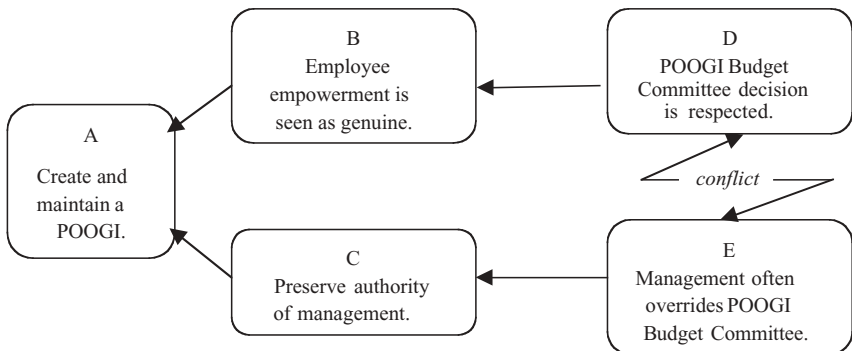 A
Create and
maintain a
POOGI.
B
Employee
empowerment is
seen as genuine.
C
Preserve authority
of management.
D
POOGI Budget
Committee decision
is respected.
conflict
E
Management often
overrides POOGI
Budget Committee.